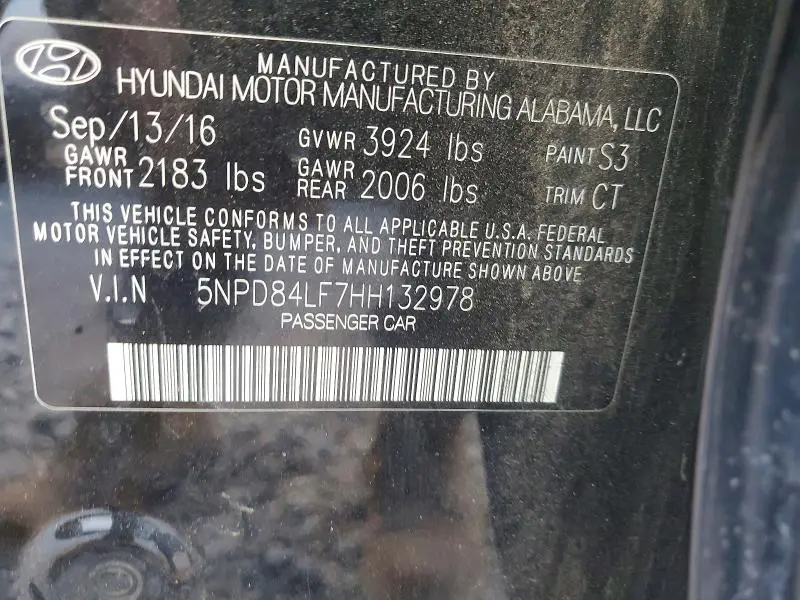 MANUFACTURED BY
HYUNDAI MOTOR MANUFACTURING ALABAMA, LLC
Sep/13/16 GVWR 3924 lbs PAINT S3
GAWR FRONT 2183 lbs GAWR REAR 2006 lbs TRIM CT
THIS VEHICLE CONFORMS TO ALL APPLICABLE U.S.A. FEDERAL
MOTOR VEHICLE SAFETY, BUMPER, AND THEFT PREVENTION STANDARDS
IN EFFECT ON THE DATE OF MANUFACTURE SHOWN ABOVE
V.I.N 5NPD84LF7HH132978
PASSENGER CAR